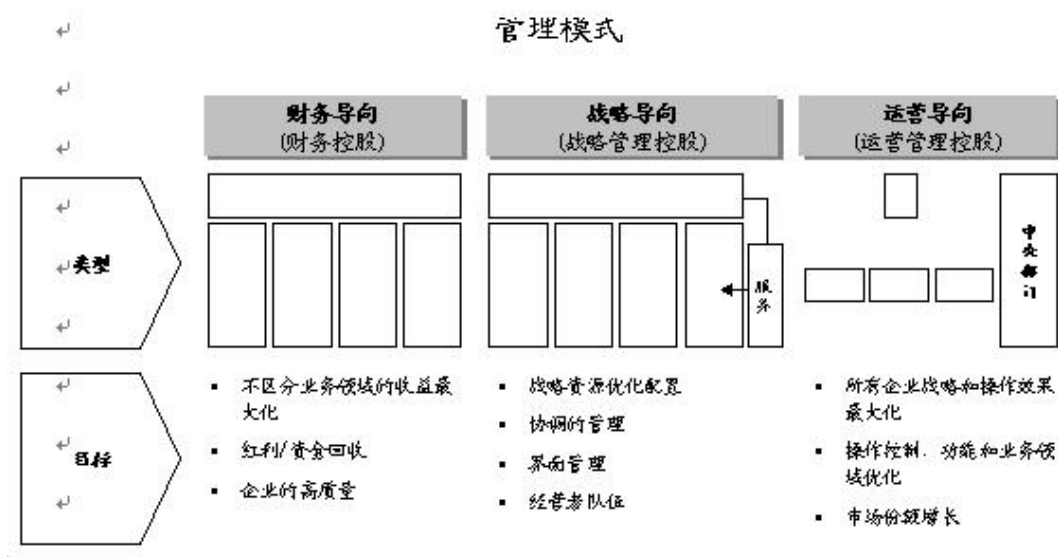 管理模式
财务导向
(财务控股)
战略导向
(战略管理控股)
运营导向
(运营管理控股)
类型
服务
中央部门
目标
▪ 不区分业务领域的收益最
大化
▪ 红利/资金回收
▪ 企业的高质量
▪ 战略资源优化配置
▪ 协调的管理
▪ 界面管理
▪ 经营者队伍
▪ 所有企业战略和操作效果
最大化
▪ 操作控制、功能和业务领
域优化
▪ 市场份额增长